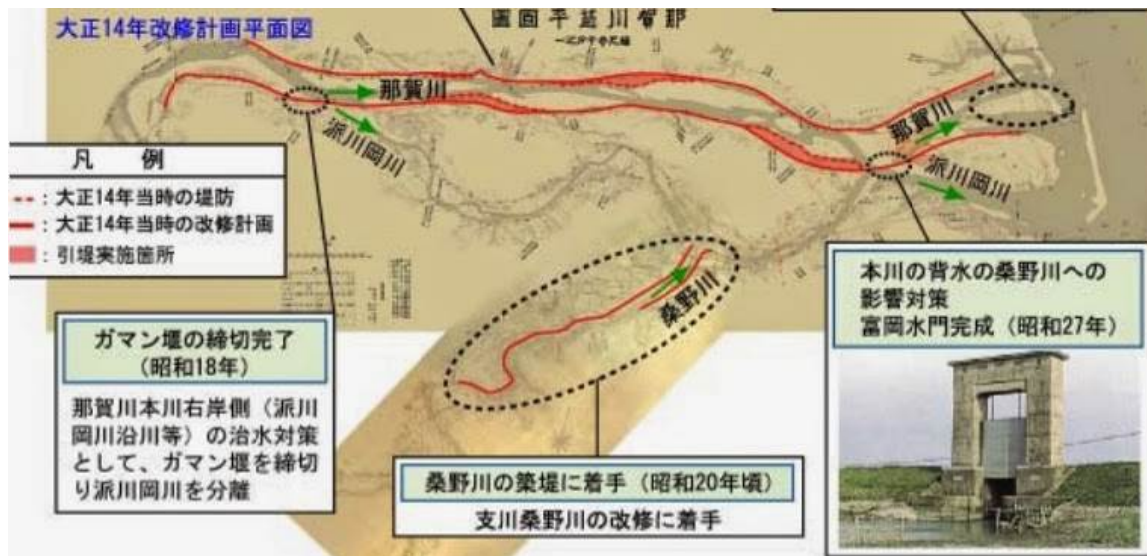 大正14年改修計画平面図
那賀川
派川岡川
那賀川
派川岡川
桑野川
凡 例
: 大正14年当時の堤防
: 大正14年当時の改修計画
: 引堤実施箇所
ガマン堰の締切完了
(昭和18年)
那賀川本川右岸側（派川
岡川沿川等）の治水対策
として、ガマン堰を締切
り派川岡川を分離
桑野川の築堤に着手（昭和20年頃）
支川桑野川の改修に着手
本川の背水の桑野川への
影響対策
富岡水門完成（昭和27年）